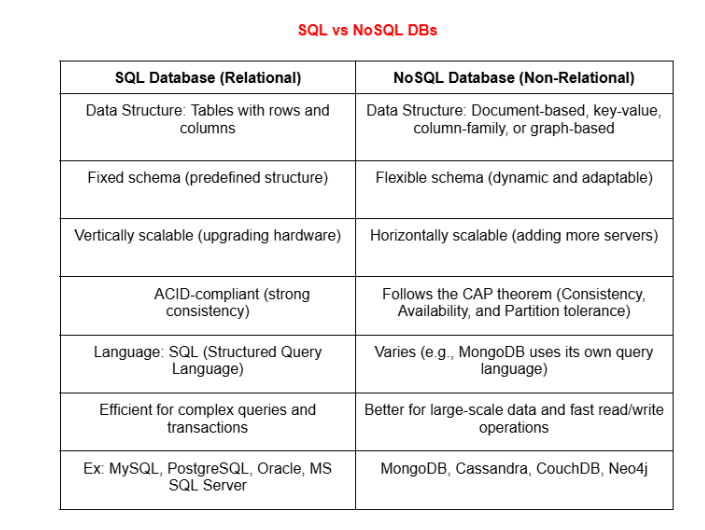 SQL vs NoSQL DBs
SQL Database (Relational)
NoSQL Database (Non-Relational)
Data Structure: Tables with rows and
columns
Data Structure: Document-based, key-value,
column-family, or graph-based
Fixed schema (predefined structure)
Flexible schema (dynamic and adaptable)
Vertically scalable (upgrading hardware)
Horizontally scalable (adding more servers)
ACID-compliant (strong
consistency)
Follows the CAP theorem (Consistency,
Availability, and Partition tolerance)
Language: SQL (Structured Query
Language)
Varies (e.g., MongoDB uses its own query
language)
Efficient for complex queries and
transactions
Better for large-scale data and fast read/write
operations
Ex: MySQL, PostgreSQL, Oracle, MS
SQL Server
MongoDB, Cassandra, CouchDB, Neo4j